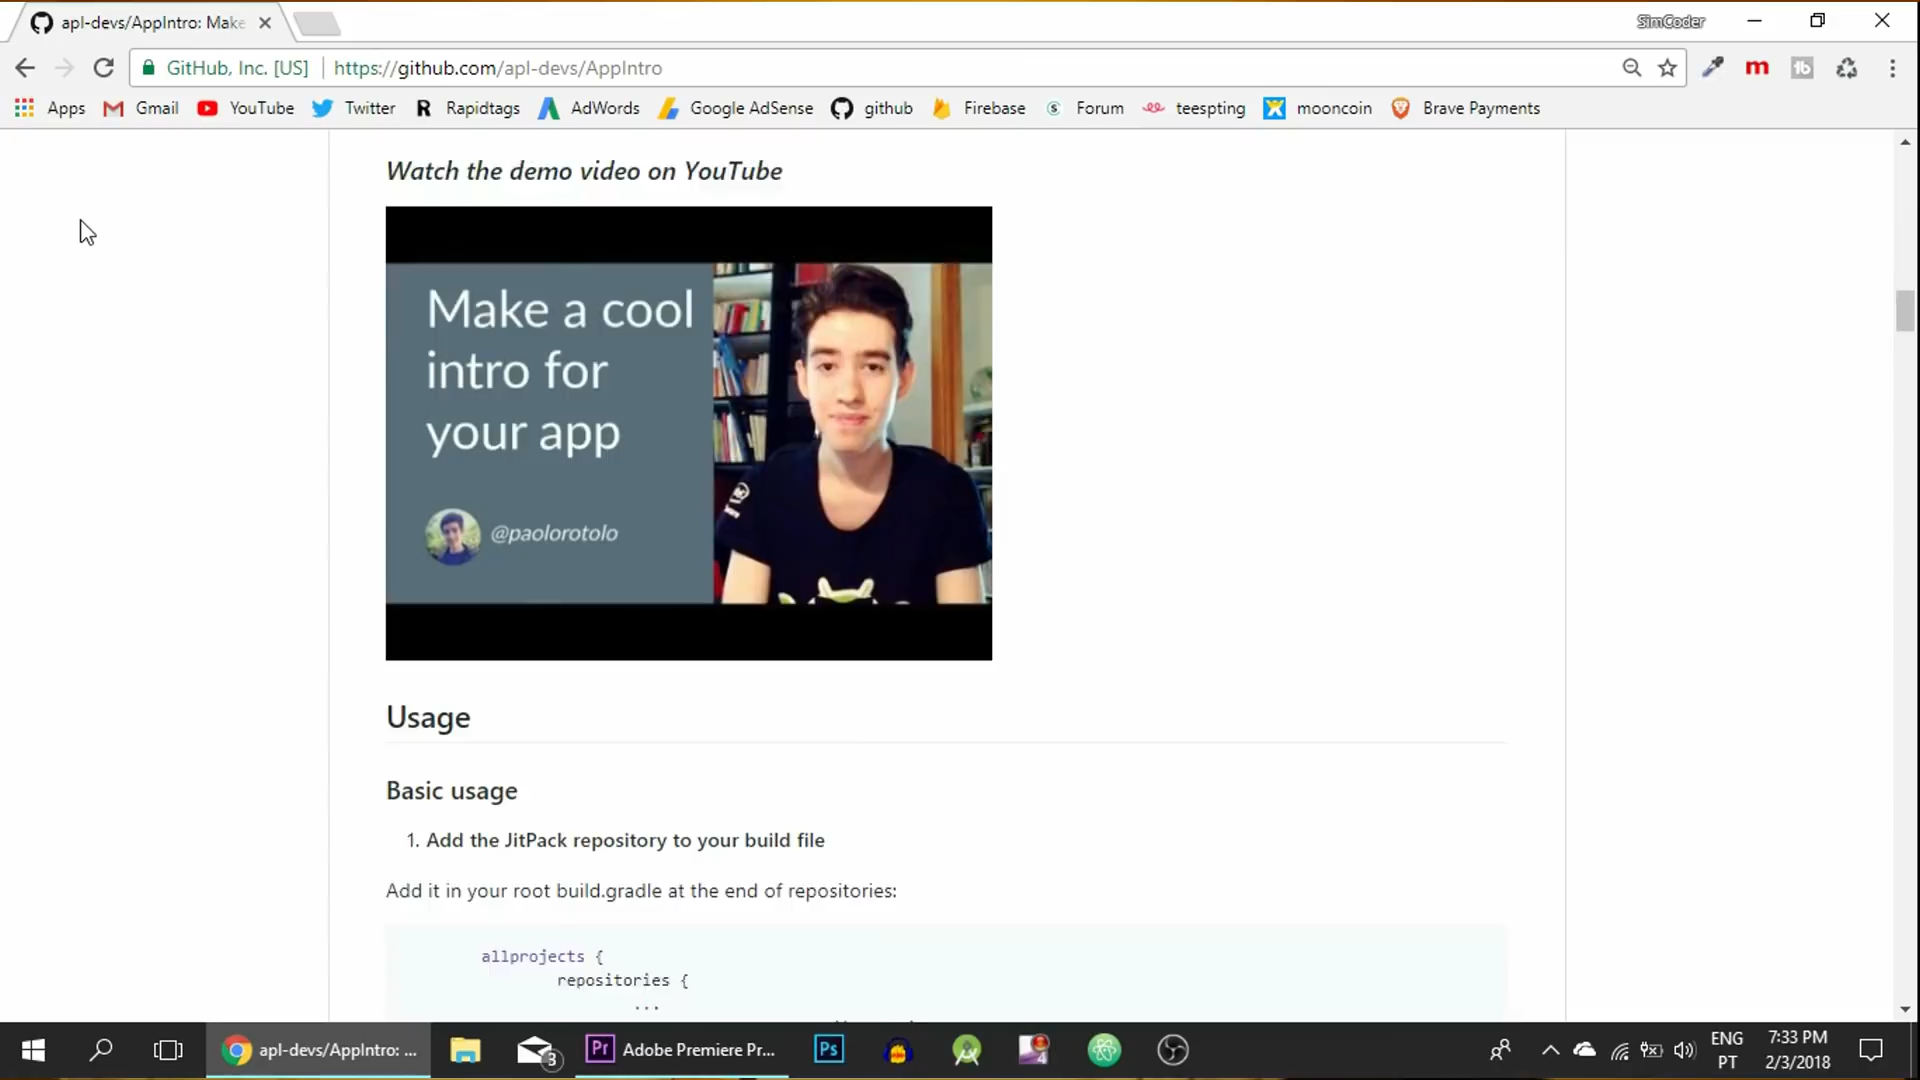 apl-devs/AppIntro: Make
SimCoder
GitHub, Inc. [US] | https://github.com/apl-devs/AppIntro
Apps Gmail YouTube Twitter Rapidtags AdWords Google AdSense github Firebase Forum teespting mooncoin Brave Payments
Watch the demo video on YouTube
Make a cool
intro for
your app
@paolorotolo
Usage
Basic usage
1. Add the JitPack repository to your build file
Add it in your root build.gradle at the end of repositories:
allprojects {
repositories {
...
apl-devs/AppIntro: ...
3
Pr Adobe Premiere Pr...
Ps
4
ENG
PT
7:33 PM
2/3/2018